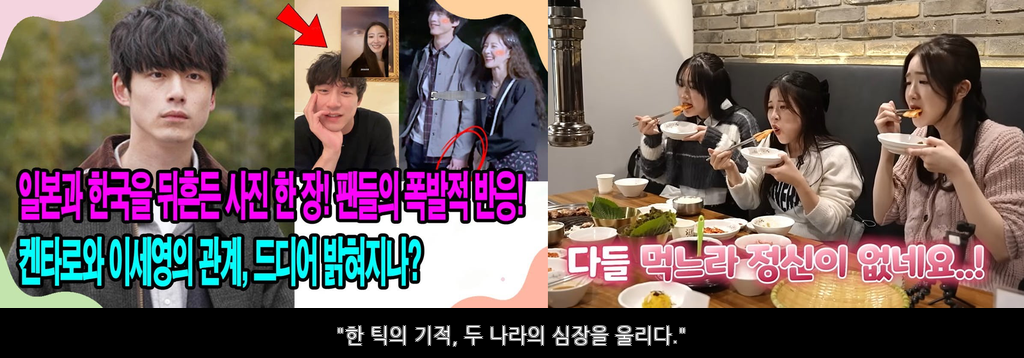 일본과 한국을 뒤흔든 사진 한 장! 팬들의 폭발적 반응!
켄타로와 이세영의 관계, 드디어 밝혀지나?
다들 먹느라 정신이 없네요..!
"한 틱의 기적, 두 나라의 심장을 울리다."